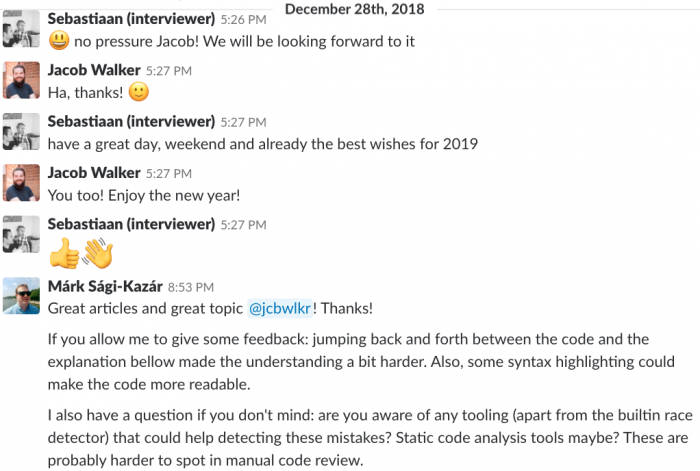 December 28th, 2018
Sebastiaan (interviewer) 5:26 PM
😃 no pressure Jacob! We will be looking forward to it
Jacob Walker 5:27 PM
Ha, thanks! 🙂
Sebastiaan (interviewer) 5:27 PM
have a great day, weekend and already the best wishes for 2019
Jacob Walker 5:27 PM
You too! Enjoy the new year!
Sebastiaan (interviewer) 5:27 PM
👍👋
Márk Sági-Kazár 8:53 PM
Great articles and great topic @jcbwlkr! Thanks!
If you allow me to give some feedback: jumping back and forth between the code and the
explanation bellow made the understanding a bit harder. Also, some syntax highlighting could
make the code more readable.
I also have a question if you don't mind: are you aware of any tooling (apart from the builtin race
detector) that could help detecting these mistakes? Static code analysis tools maybe? These are
probably harder to spot in manual code review.